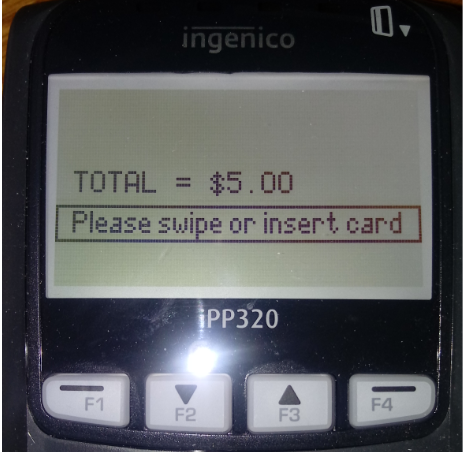 ingenico
TOTAL = $5.00
Please swipe or insert card
iPP320
F1 F2 F3 F4